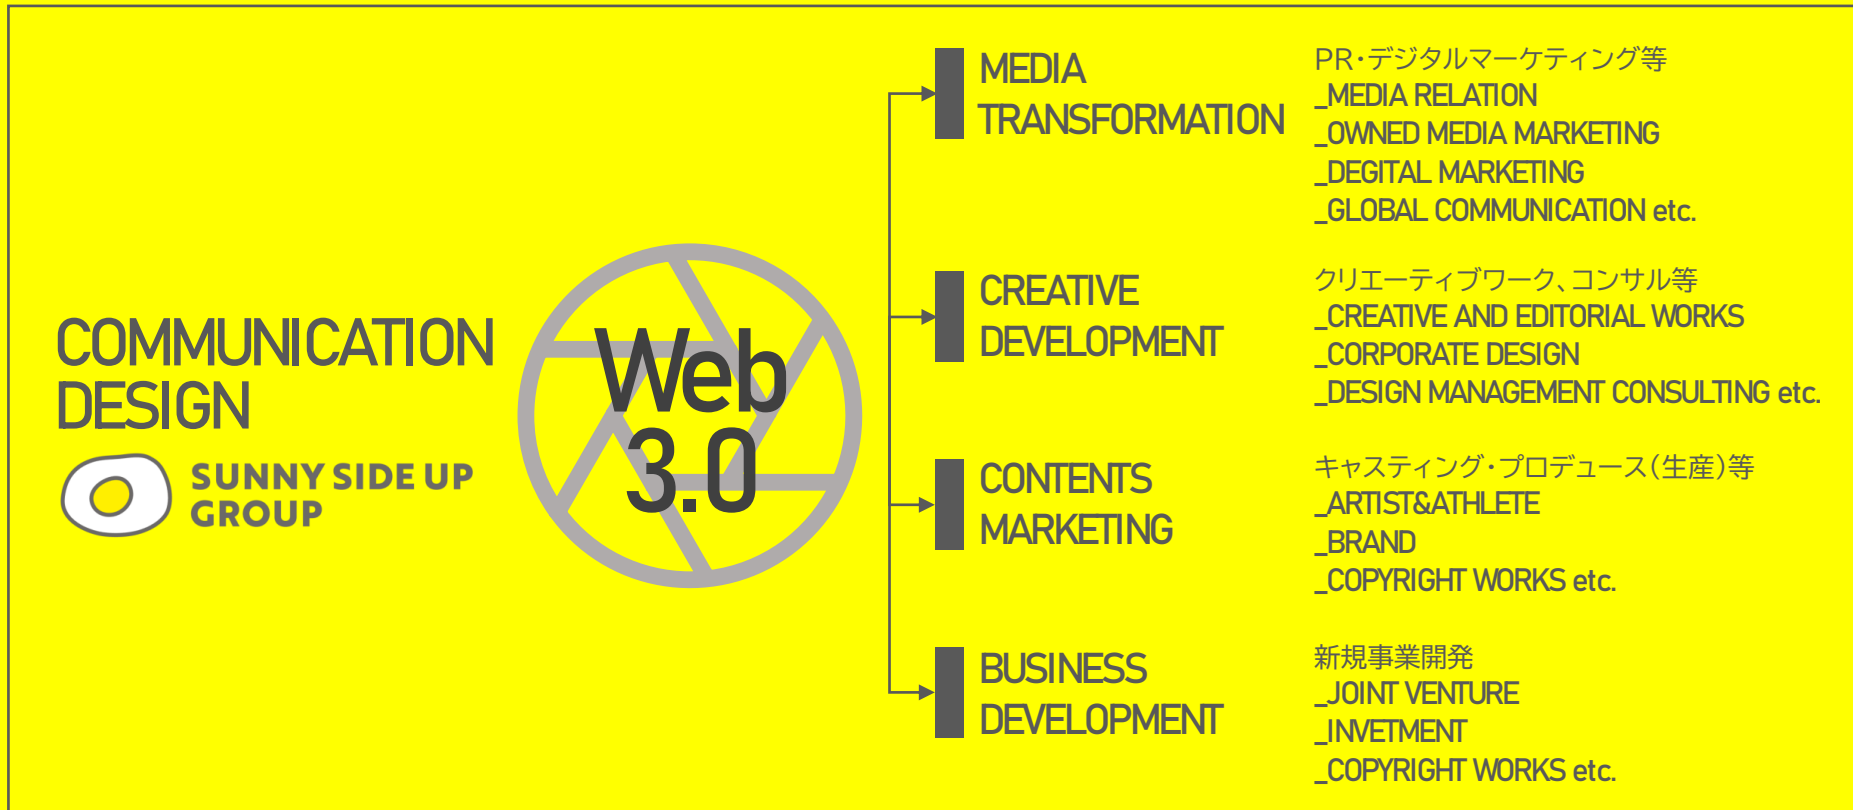 COMMUNICATION
DESIGN
SUNNY SIDE UP
GROUP
Web
3.0
MEDIA
TRANSFORMATION
PR・デジタルマーケティング等
_MEDIA RELATION
_OWNED MEDIA MARKETING
_DEGITAL MARKETING
_GLOBAL COMMUNICATION etc.
CREATIVE
DEVELOPMENT
クリエーティブワーク、コンサル等
_CREATIVE AND EDITORIAL WORKS
_CORPORATE DESIGN
_DESIGN MANAGEMENT CONSULTING etc.
CONTENTS
MARKETING
キャスティング・プロデュース（生産）等
_ARTIST&ATHLETE
_BRAND
_COPYRIGHT WORKS etc.
BUSINESS
DEVELOPMENT
新規事業開発
_JOINT VENTURE
_INVETMENT
_COPYRIGHT WORKS etc.